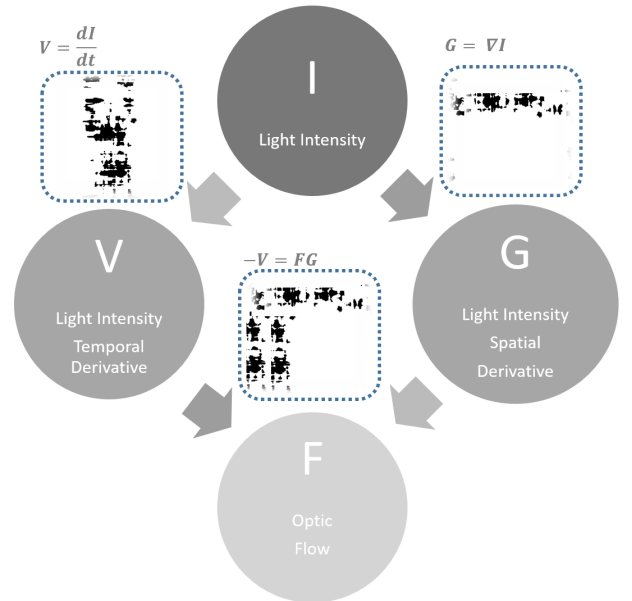 V = dI/dt
G = ∇I
I
Light Intensity
V
Light Intensity
Temporal
Derivative
−V = FG
G
Light Intensity
Spatial
Derivative
F
Optic
Flow